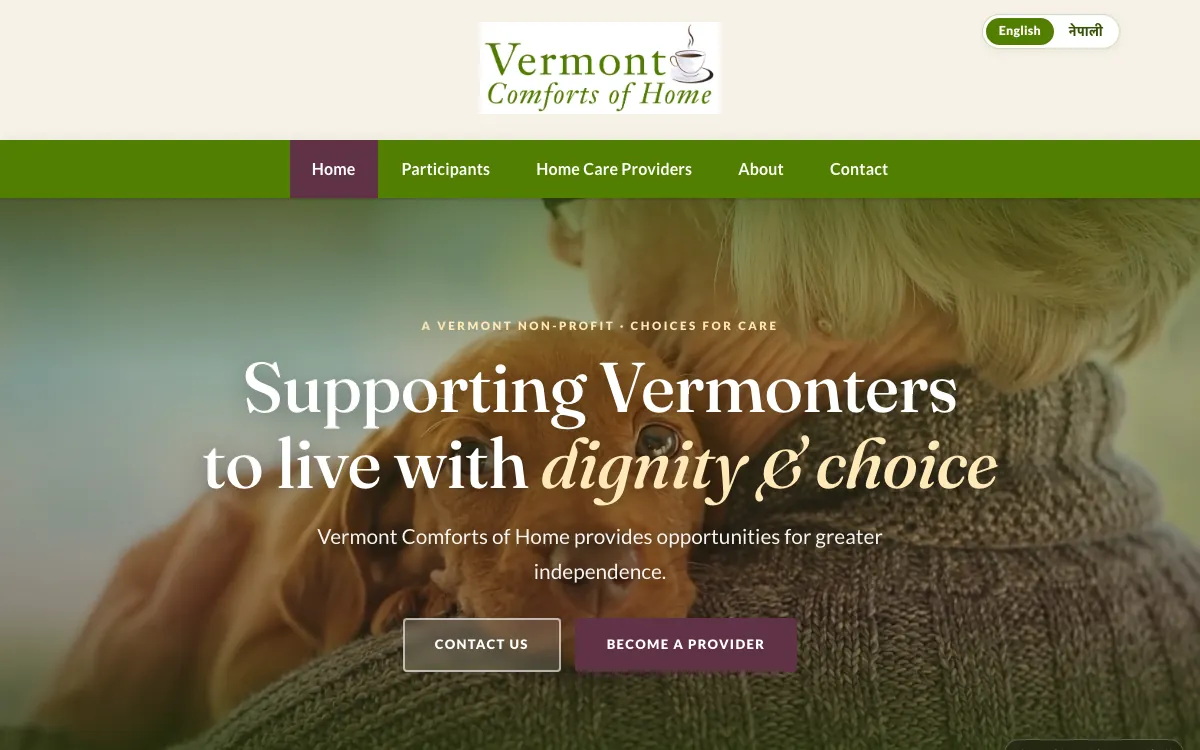 Vermont
Comforts of Home
English
नेपाली
Home
Participants
Home Care Providers
About
Contact
A VERMONT NON-PROFIT · CHOICES FOR CARE
Supporting Vermonters
to live with dignity & choice
Vermont Comforts of Home provides opportunities for greater
independence.
CONTACT US
BECOME A PROVIDER